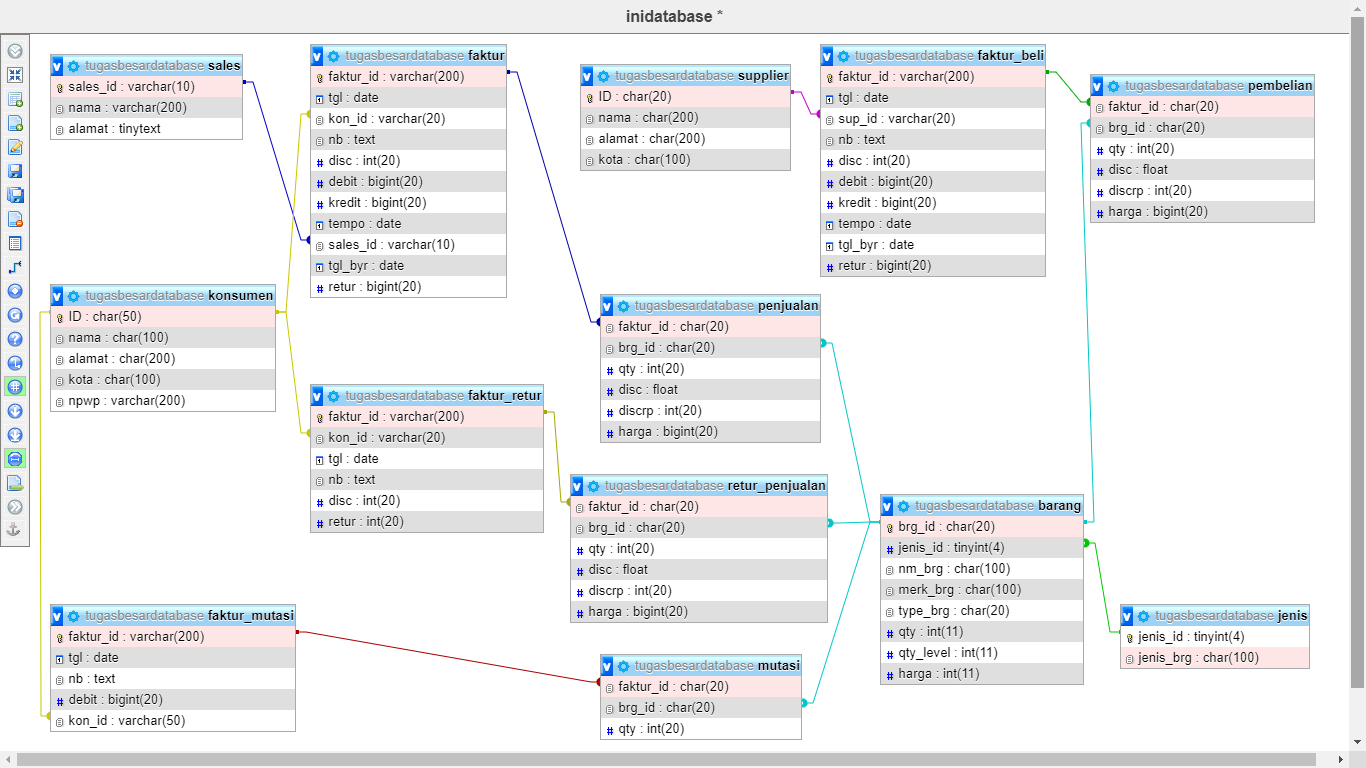 inidatabase *
tugasbesardatabase sales
sales_id : varchar(10)
nama : varchar(200)
alamat : tinytext
tugasbesardatabase faktur
faktur_id : varchar(200)
tgl : date
kon_id : varchar(20)
nb : text
disc : int(20)
debit : bigint(20)
kredit : bigint(20)
tempo : date
sales_id : varchar(10)
tgl_byr : date
retur : bigint(20)
tugasbesardatabase supplier
ID : char(20)
nama : char(200)
alamat : char(200)
kota : char(100)
tugasbesardatabase faktur_beli
faktur_id : varchar(200)
tgl : date
sup_id : varchar(20)
nb : text
disc : int(20)
debit : bigint(20)
kredit : bigint(20)
tempo : date
tgl_byr : date
retur : bigint(20)
tugasbesardatabase pembelian
faktur_id : char(20)
brg_id : char(20)
qty : int(20)
disc : float
discrp : int(20)
harga : bigint(20)
tugasbesardatabase konsumen
ID : char(50)
nama : char(100)
alamat : char(200)
kota : char(100)
npwp : varchar(200)
tugasbesardatabase penjualan
faktur_id : char(20)
brg_id : char(20)
qty : int(20)
disc : float
discrp : int(20)
harga : bigint(20)
tugasbesardatabase faktur_retur
faktur_id : varchar(200)
kon_id : varchar(20)
tgl : date
nb : text
disc : int(20)
retur : int(20)
tugasbesardatabase retur_penjualan
faktur_id : char(20)
brg_id : char(20)
qty : int(20)
disc : float
discrp : int(20)
harga : bigint(20)
tugasbesardatabase barang
brg_id : char(20)
jenis_id : tinyint(4)
nm_brg : char(100)
merk_brg : char(100)
type_brg : char(20)
qty : int(11)
qty_level : int(11)
harga : int(11)
tugasbesardatabase faktur_mutasi
faktur_id : varchar(200)
tgl : date
nb : text
debit : bigint(20)
kon_id : varchar(50)
tugasbesardatabase mutasi
faktur_id : char(20)
brg_id : char(20)
qty : int(20)
tugasbesardatabase jenis
jenis_id : tinyint(4)
jenis_brg : char(100)